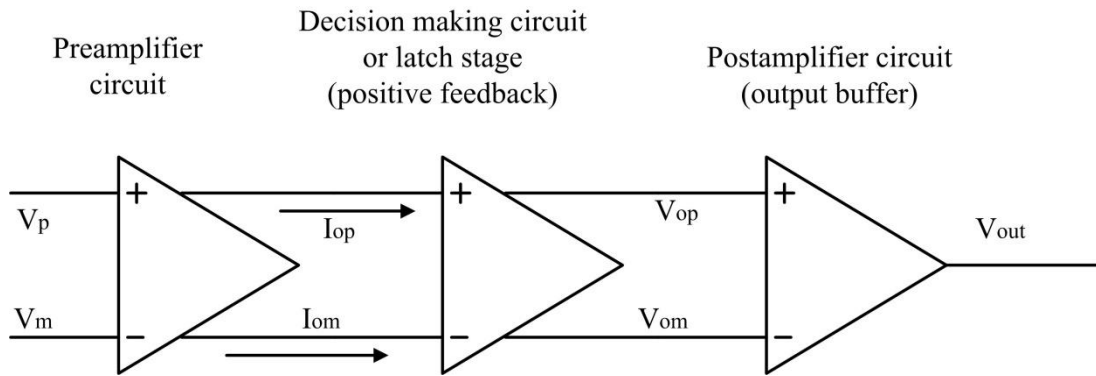 Preamplifier
circuit
Decision making circuit
or latch stage
(positive feedback)
Postamplifier circuit
(output buffer)
+
+
+
Vp
Iop
Vop
Vout
Vm
Iom
Vom
−
−
−